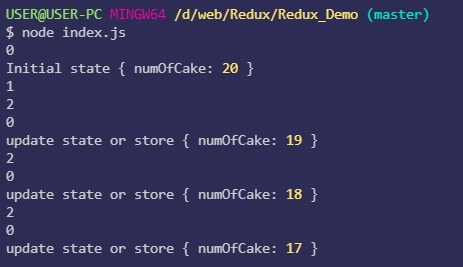 USER@USER-PC MINGW64 /d/web/Redux/Redux_Demo (master)
$ node index.js
0
Initial state { numOfCake: 20 }
1
2
0
update state or store { numOfCake: 19 }
2
0
update state or store { numOfCake: 18 }
2
0
update state or store { numOfCake: 17 }